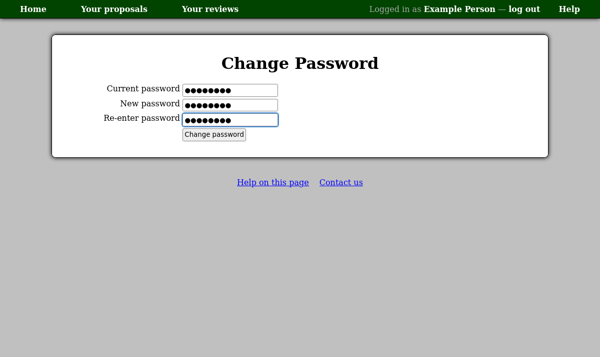 Home Your proposals Your reviews Logged in as Example Person — log out Help
Change Password
Current password ●●●●●●●●
New password ●●●●●●●●
Re-enter password ●●●●●●●●
Change password
Help on this page Contact us